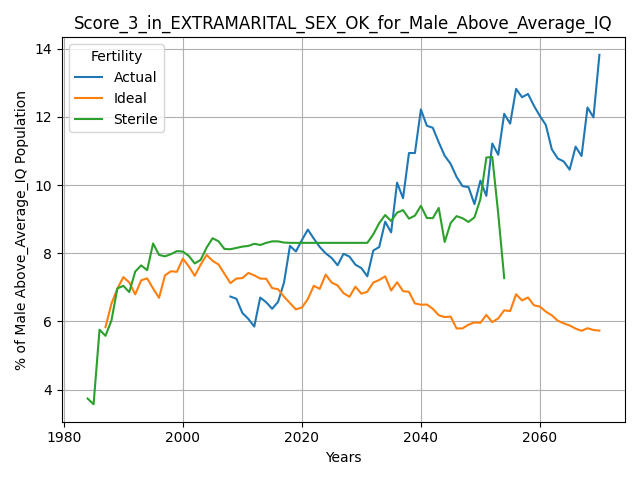 Score_3_in_EXTRAMARITAL_SEX_OK_for_Male_Above_Average_IQ
% of Male Above_Average_IQ Population
14
12
10
8
6
4
Fertility
Actual
Ideal
Sterile
1980
2000
2020
2040
2060
Years